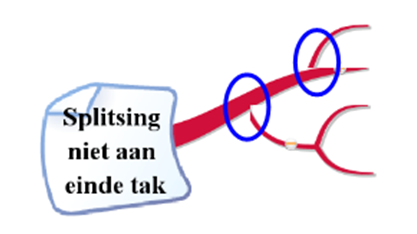 Splitsing
niet aan
einde tak